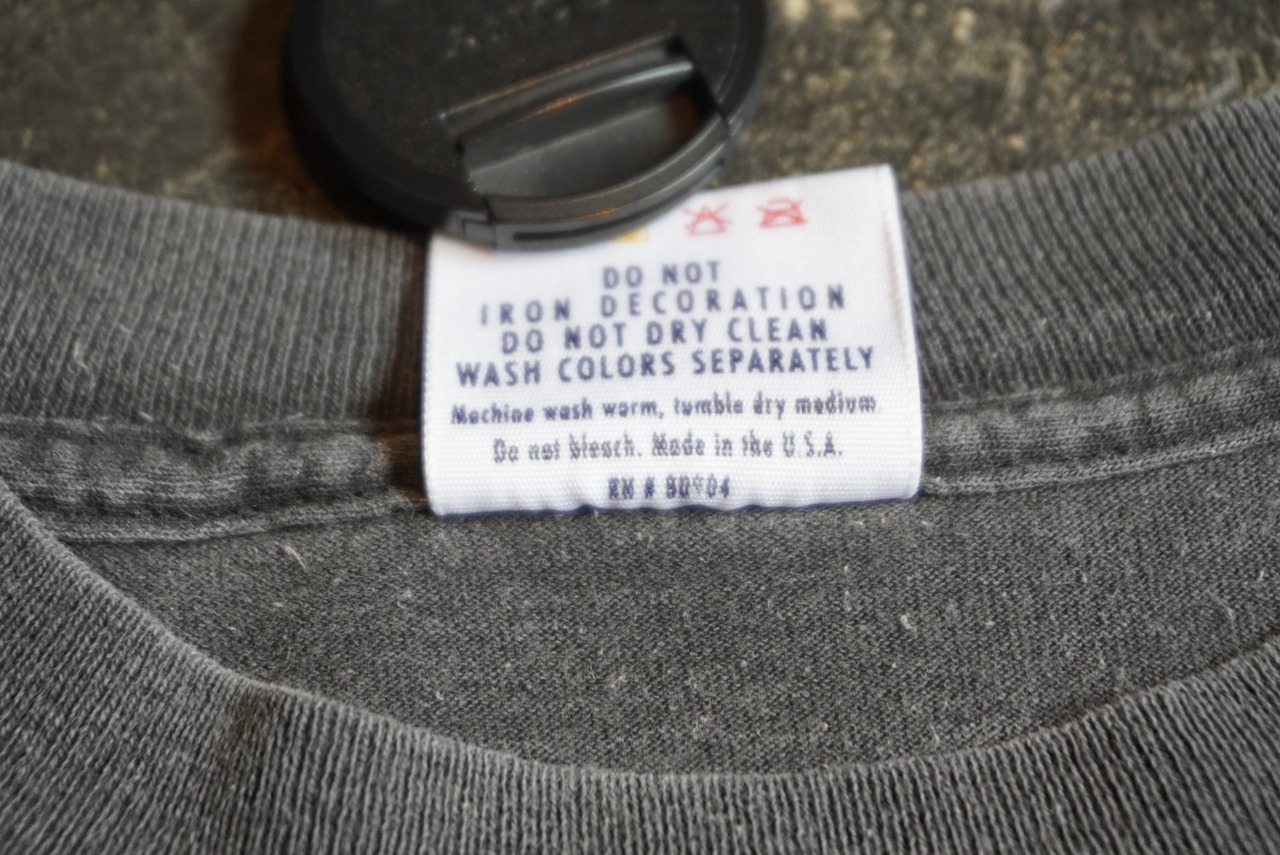 DO NOT
IRON DECORATION
DO NOT DRY CLEAN
WASH COLORS SEPARATELY
Machine wash warm, tumble dry medium.
Do not bleach. Made in the U.S.A.
RN #